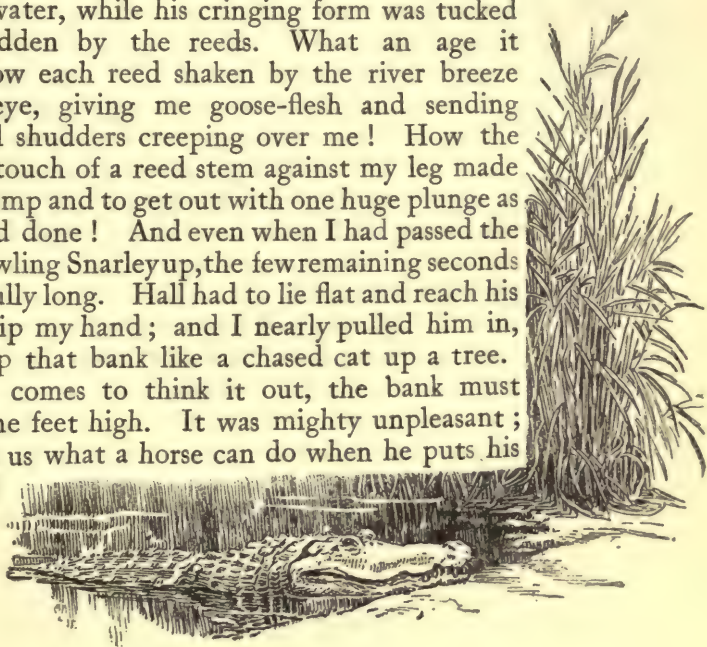 water, while his cringing form was tucked
dden by the reeds. What an age it
ow each reed shaken by the river breeze
eye, giving me goose-flesh and sending
l shudders creeping over me! How the
touch of a reed stem against my leg made
mp and to get out with one huge plunge as
d done! And even when I had passed the
wling Snarleyup, the few remaining seconds
ully long. Hall had to lie flat and reach his
ip my hand; and I nearly pulled him in,
p that bank like a chased cat up a tree.
comes to think it out, the bank must
ne feet high. It was mighty unpleasant;
us what a horse can do when he puts his